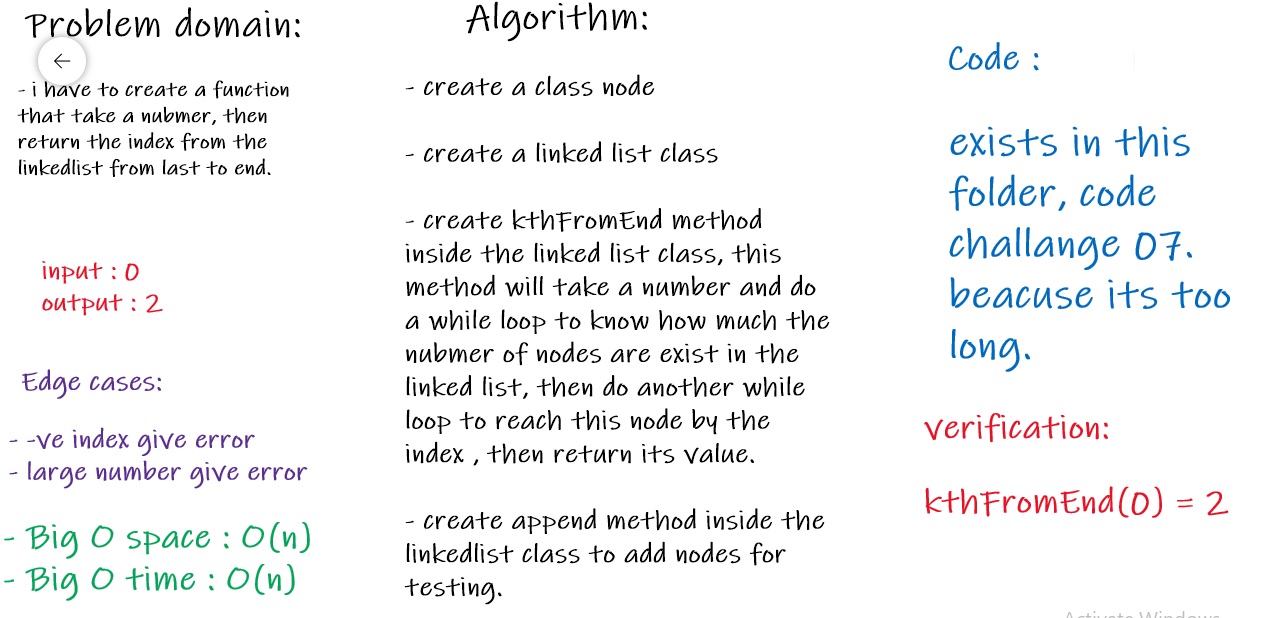 Problem domain:
- i have to create a function
that take a nubmer, then
return the index from the
linkedlist from last to end.
input : 0
output : 2
Edge cases:
- -ve index give error
- large number give error
- Big O space : O(n)
- Big O time : O(n)
Algorithm:
- create a class node
- create a linked list class
- create kthFromEnd method
inside the linked list class, this
method will take a number and do
a while loop to know how much the
nubmer of nodes are exist in the
linked list, then do another while
loop to reach this node by the
index , then return its value.
- create append method inside the
linkedlist class to add nodes for
testing.
Code :
exists in this
folder, code
challange 07.
beacuse its too
long.
verification:
kthFromEnd(0) = 2
Activate Windows